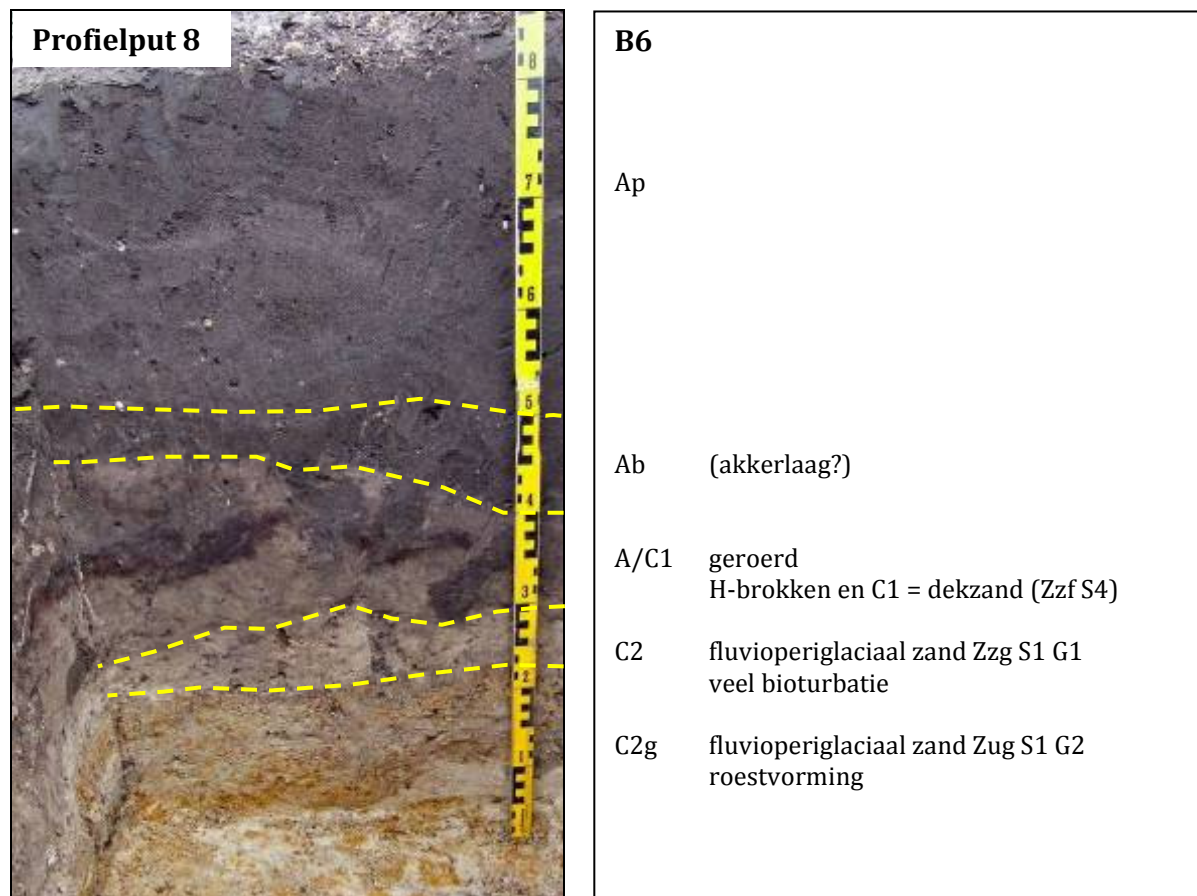 Profielput 8
8
7
6
5
4
3
2
1
B6
Ap
Ab (akkerlaag?)
A/C1 geroerd
H-brokken en C1 = dekzand (Zzf S4)
C2 fluvioperiglaciaal zand Zzg S1 G1
veel bioturbatie
C2g fluvioperiglaciaal zand Zug S1 G2
roestvorming